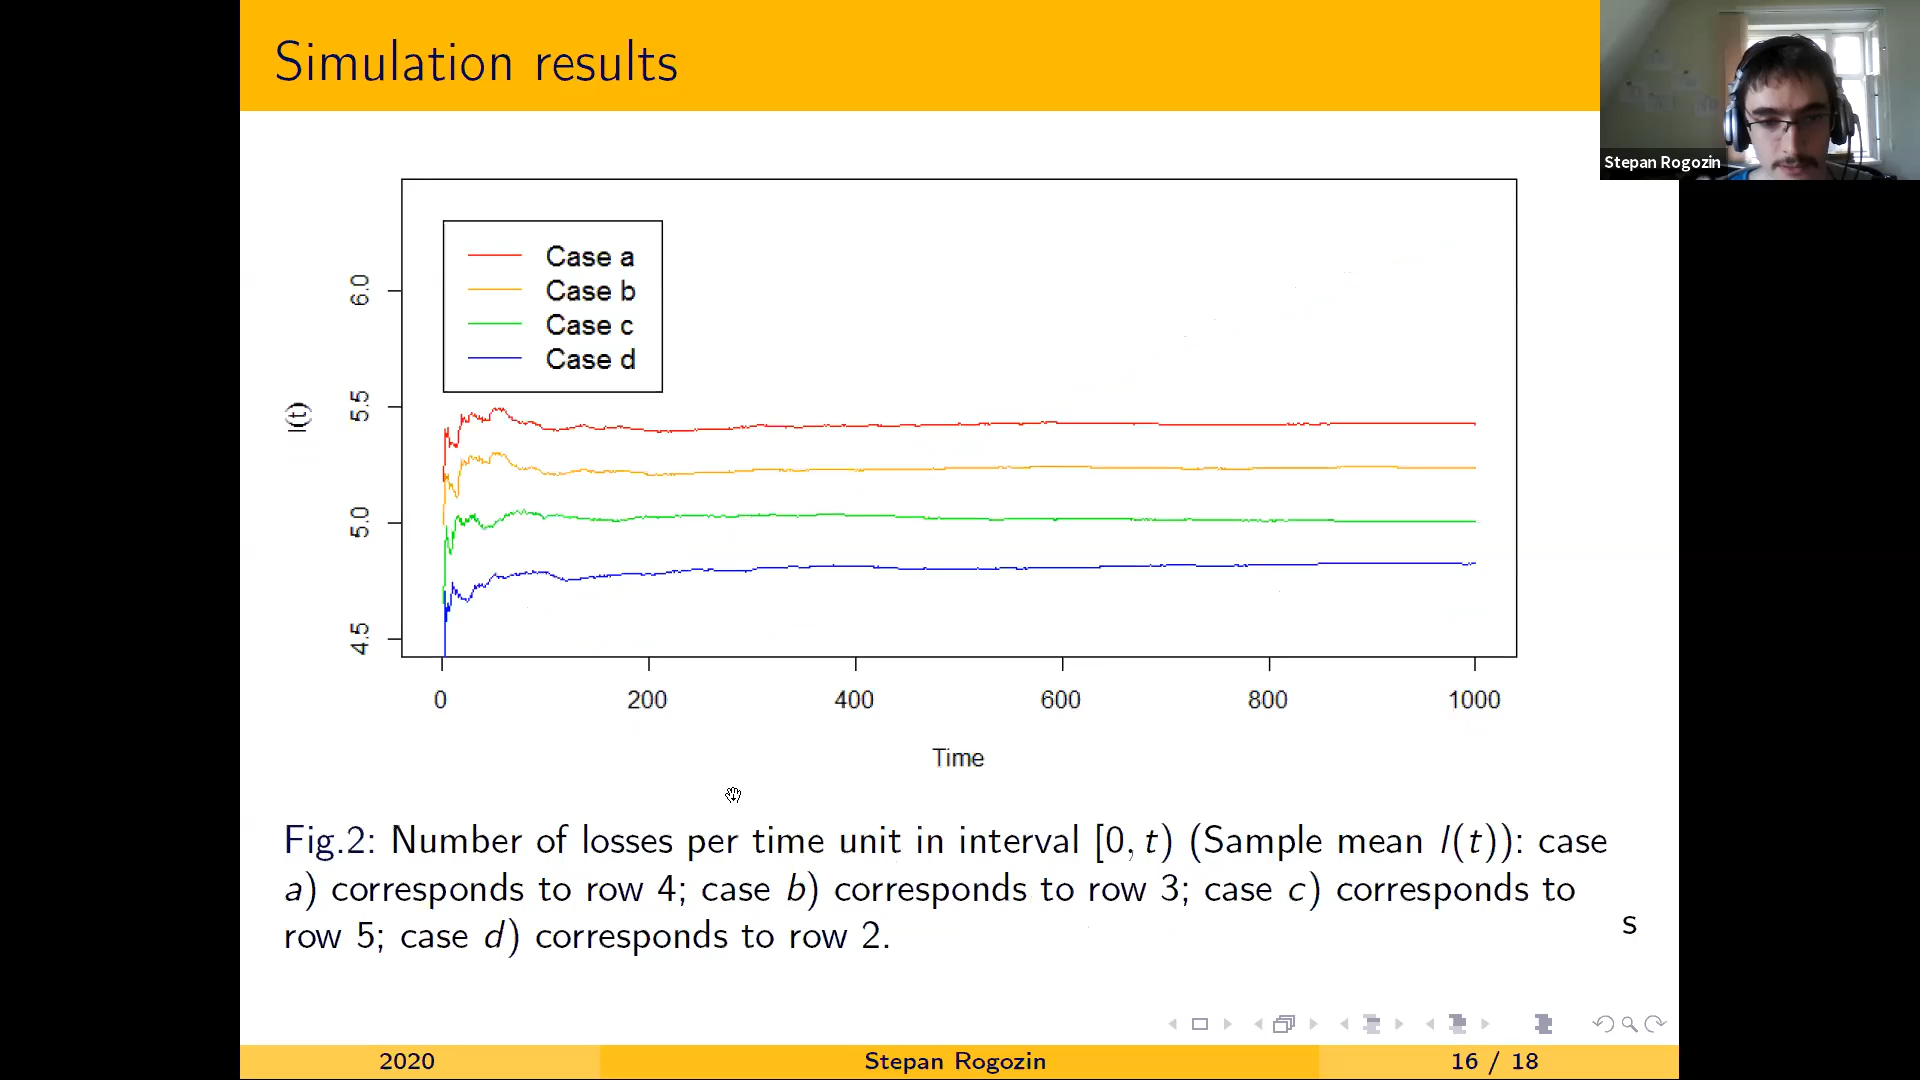 Simulation results
Stepan Rogozin
Case a
Case b
Case c
Case d
l(t)
6.0
5.5
5.0
4.5
0 200 400 600 800 1000
Time
Fig.2: Number of losses per time unit in interval [0, t) (Sample mean l(t)): case
a) corresponds to row 4; case b) corresponds to row 3; case c) corresponds to
row 5; case d) corresponds to row 2.
s
2020 Stepan Rogozin 16 / 18